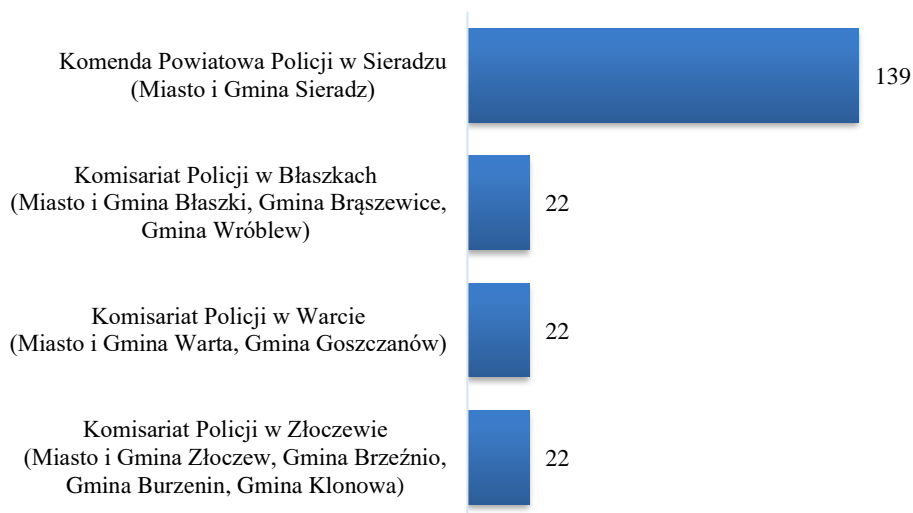 Komenda Powiatowa Policji w Sieradzu
(Miasto i Gmina Sieradz)
139
Komisariat Policji w Błaszkach
(Miasto i Gmina Błaszki, Gmina Brąszewice,
Gmina Wróblew)
22
Komisariat Policji w Warcie
(Miasto i Gmina Warta, Gmina Goszczanów)
22
Komisariat Policji w Złoczewie
(Miasto i Gmina Złoczew, Gmina Brzeźnio,
Gmina Burzenin, Gmina Klonowa)
22